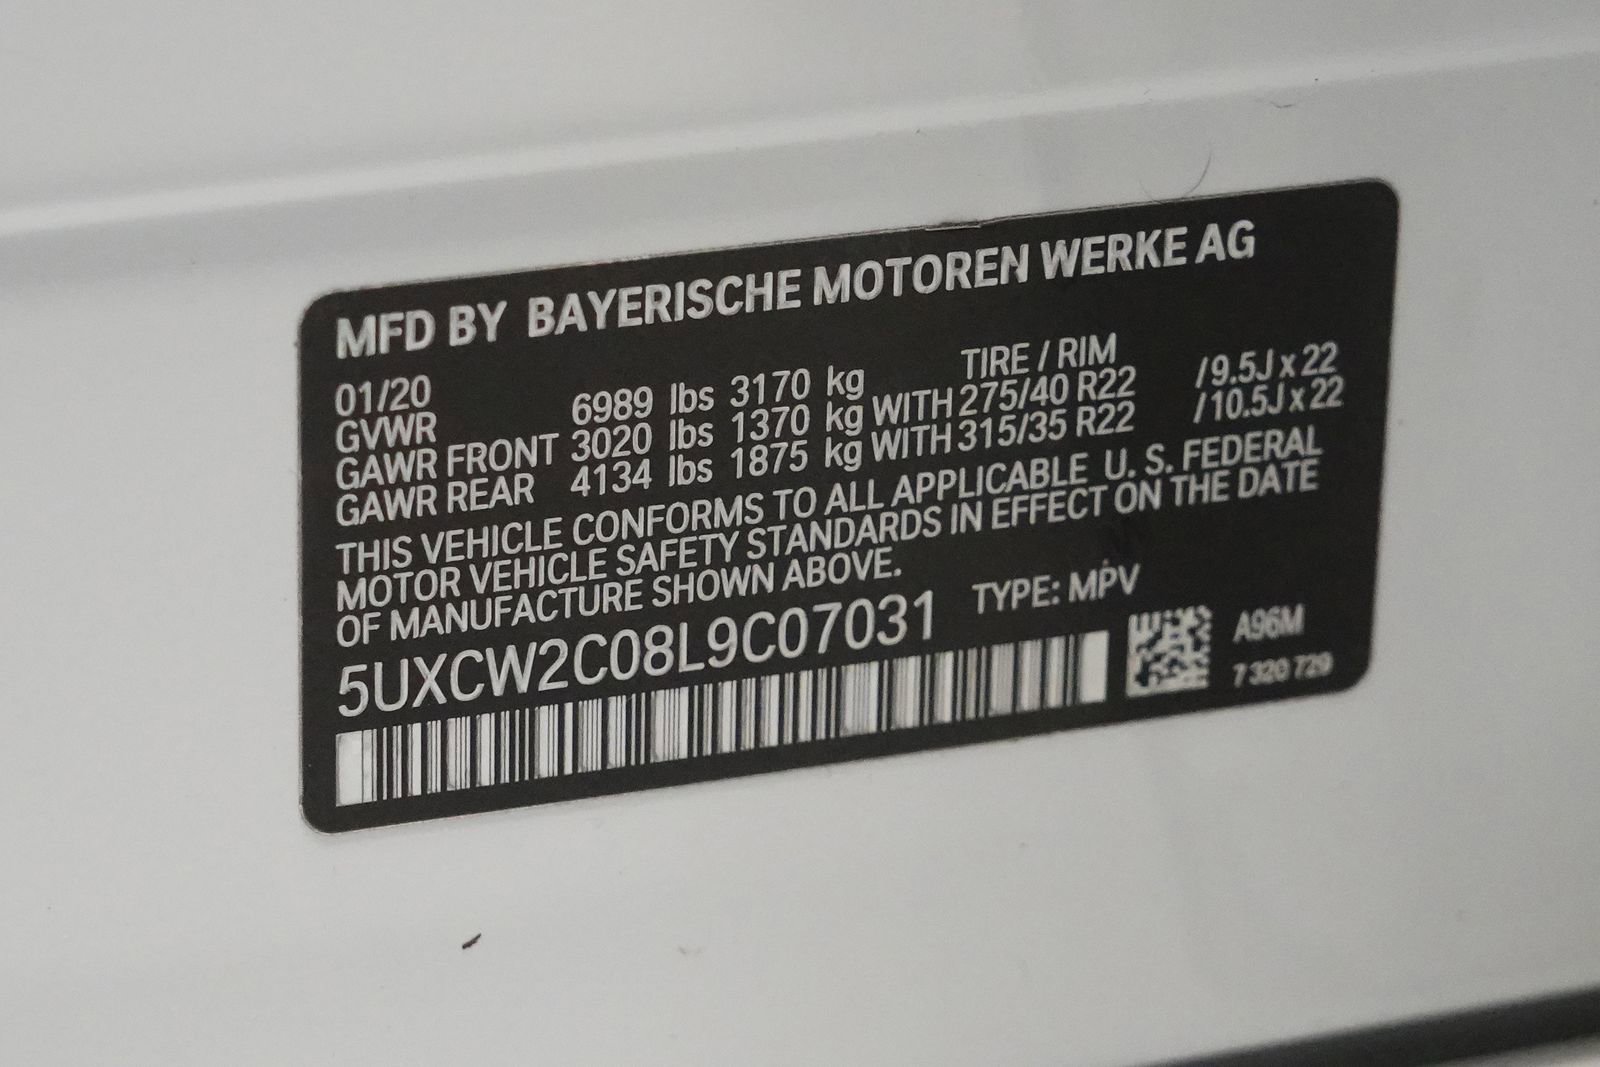 MFD BY BAYERISCHE MOTOREN WERKE AG
01/20 TIRE / RIM
GVWR 6989 lbs 3170 kg
GAWR FRONT 3020 lbs 1370 kg WITH 275/40 R22 /9.5J x 22
GAWR REAR 4134 lbs 1875 kg WITH 315/35 R22 /10.5J x 22
THIS VEHICLE CONFORMS TO ALL APPLICABLE U. S. FEDERAL
MOTOR VEHICLE SAFETY STANDARDS IN EFFECT ON THE DATE
OF MANUFACTURE SHOWN ABOVE.
5UXCW2C08L9C07031 TYPE: MPV
A96M
7 320 729